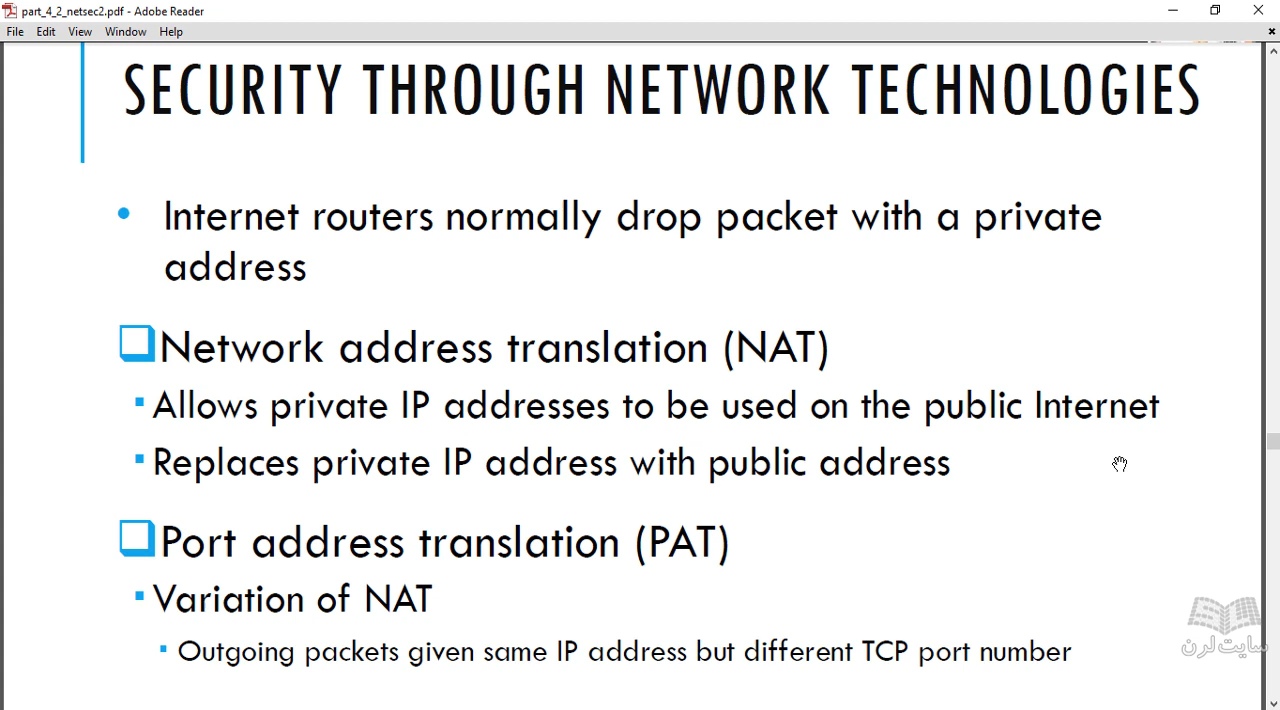 part_4_2_netsec2.pdf - Adobe Reader
File Edit View Window Help
SECURITY THROUGH NETWORK TECHNOLOGIES
• Internet routers normally drop packet with a private
address
Network address translation (NAT)
▪ Allows private IP addresses to be used on the public Internet
▪ Replaces private IP address with public address
Port address translation (PAT)
▪ Variation of NAT
▪ Outgoing packets given same IP address but different TCP port number
سایت لرن